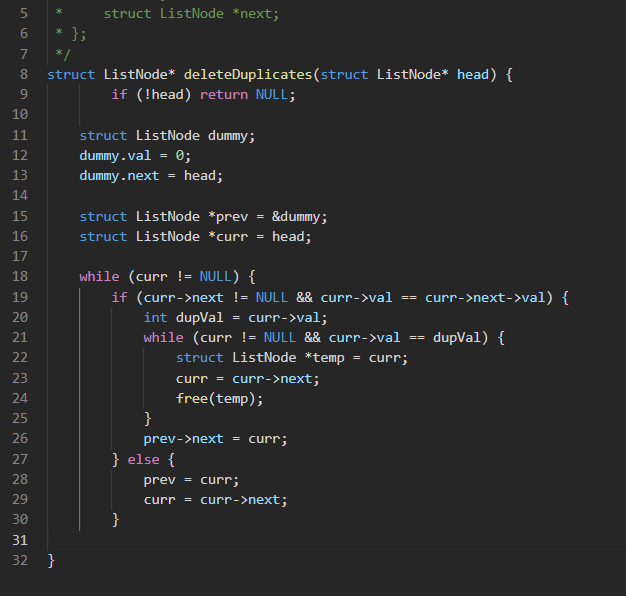 5 *     struct ListNode *next;
6 * };
7 */
8 struct ListNode* deleteDuplicates(struct ListNode* head) {
9         if (!head) return NULL;
10
11     struct ListNode dummy;
12     dummy.val = 0;
13     dummy.next = head;
14
15     struct ListNode *prev = &dummy;
16     struct ListNode *curr = head;
17
18     while (curr != NULL) {
19         if (curr->next != NULL && curr->val == curr->next->val) {
20             int dupVal = curr->val;
21             while (curr != NULL && curr->val == dupVal) {
22                 struct ListNode *temp = curr;
23                 curr = curr->next;
24                 free(temp);
25             }
26             prev->next = curr;
27         } else {
28             prev = curr;
29             curr = curr->next;
30         }
31
32 }